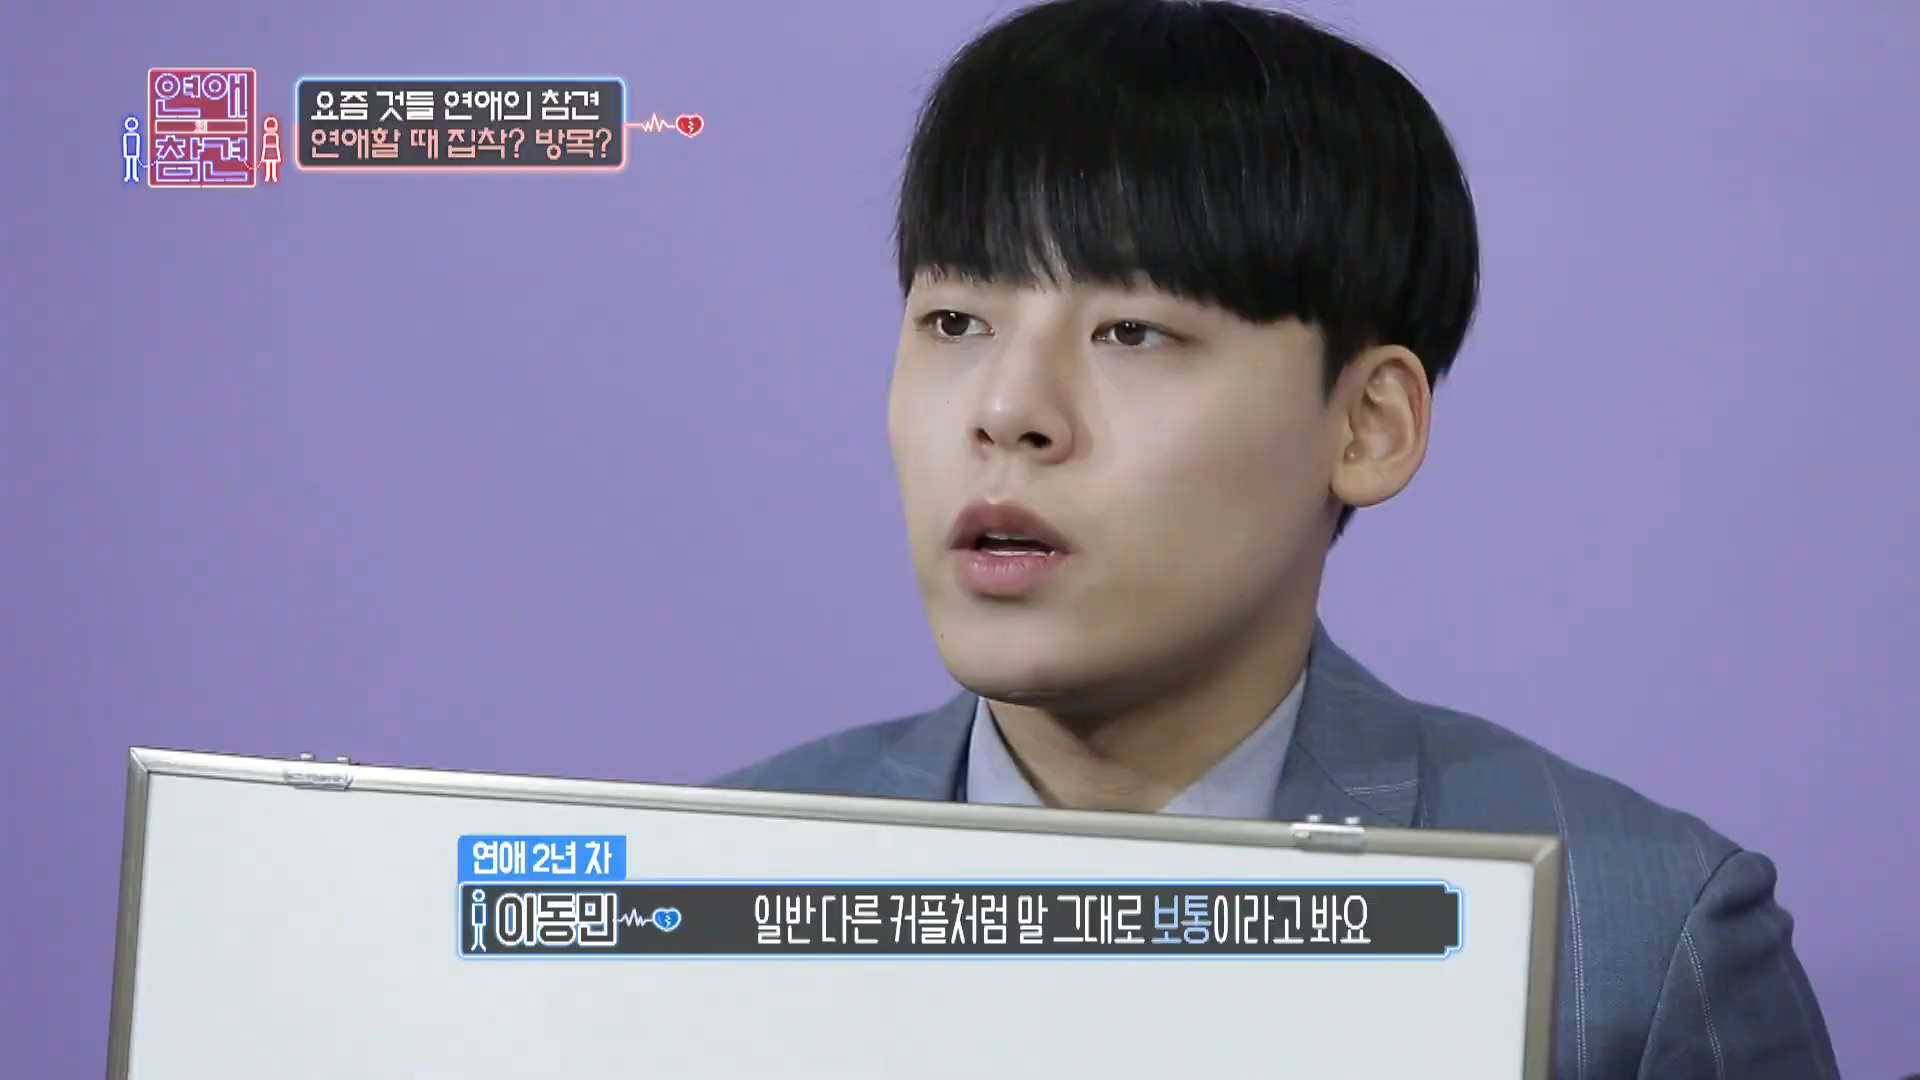 연애
의
참견
요즘 것들 연애의 참견
연애할 때 집착? 방목?
연애 2년 차
이동민
일반 다른 커플처럼 말 그대로 보통이라고 봐요